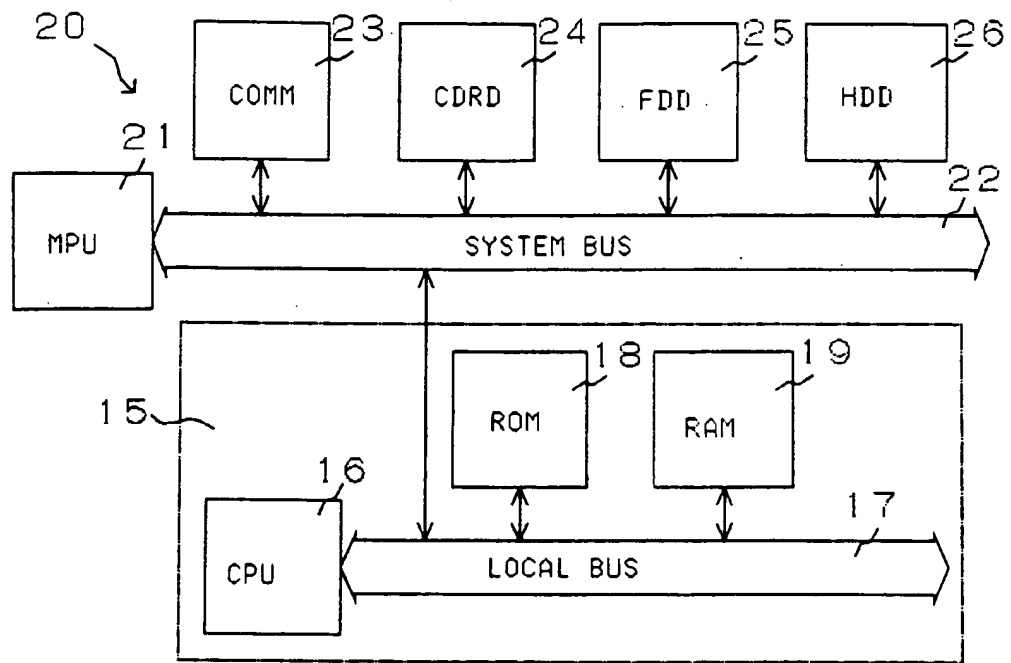 20
23
24
25
26
COMM
CDRD
FDD
HDD
21
22
MPU
SYSTEM BUS
18
19
15
ROM
RAM
16
17
CPU
LOCAL BUS